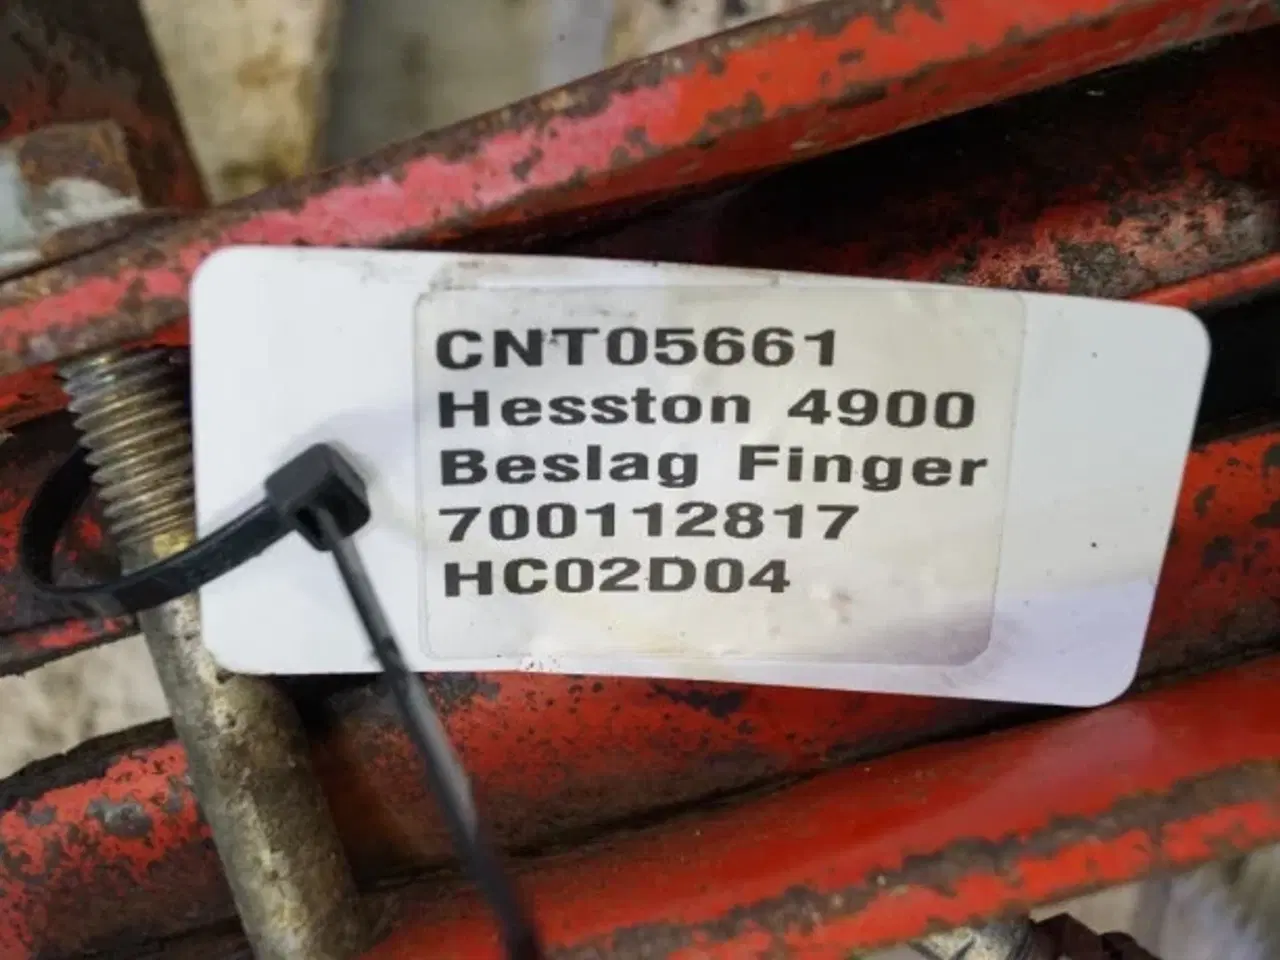 CNT05661
Hesston 4900
Beslag Finger
700112817
HC02D04